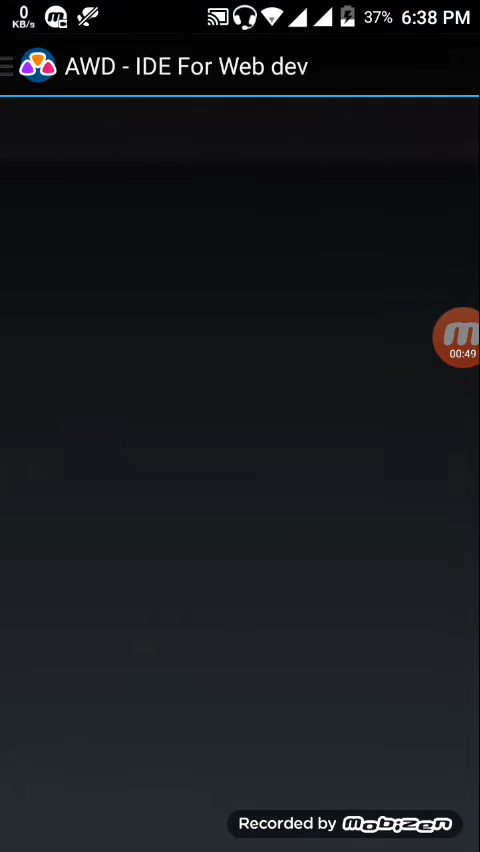 0
KB/s
37%
6:38 PM
AWD - IDE For Web dev
m
00:49
Recorded by mobizen